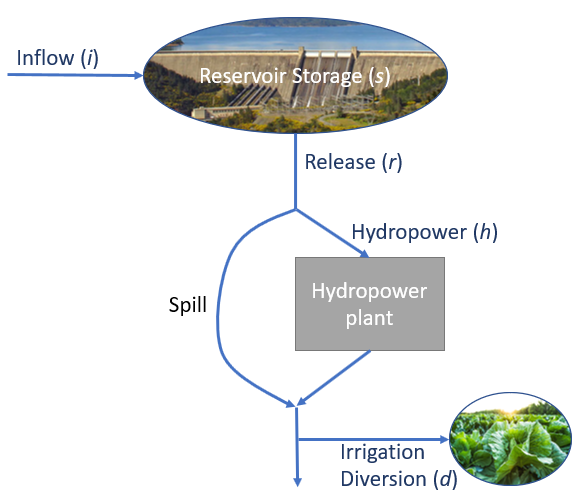 Inflow (i)
Reservoir Storage (s)
Release (r)
Hydropower (h)
Hydropower
plant
Spill
Irrigation
Diversion (d)